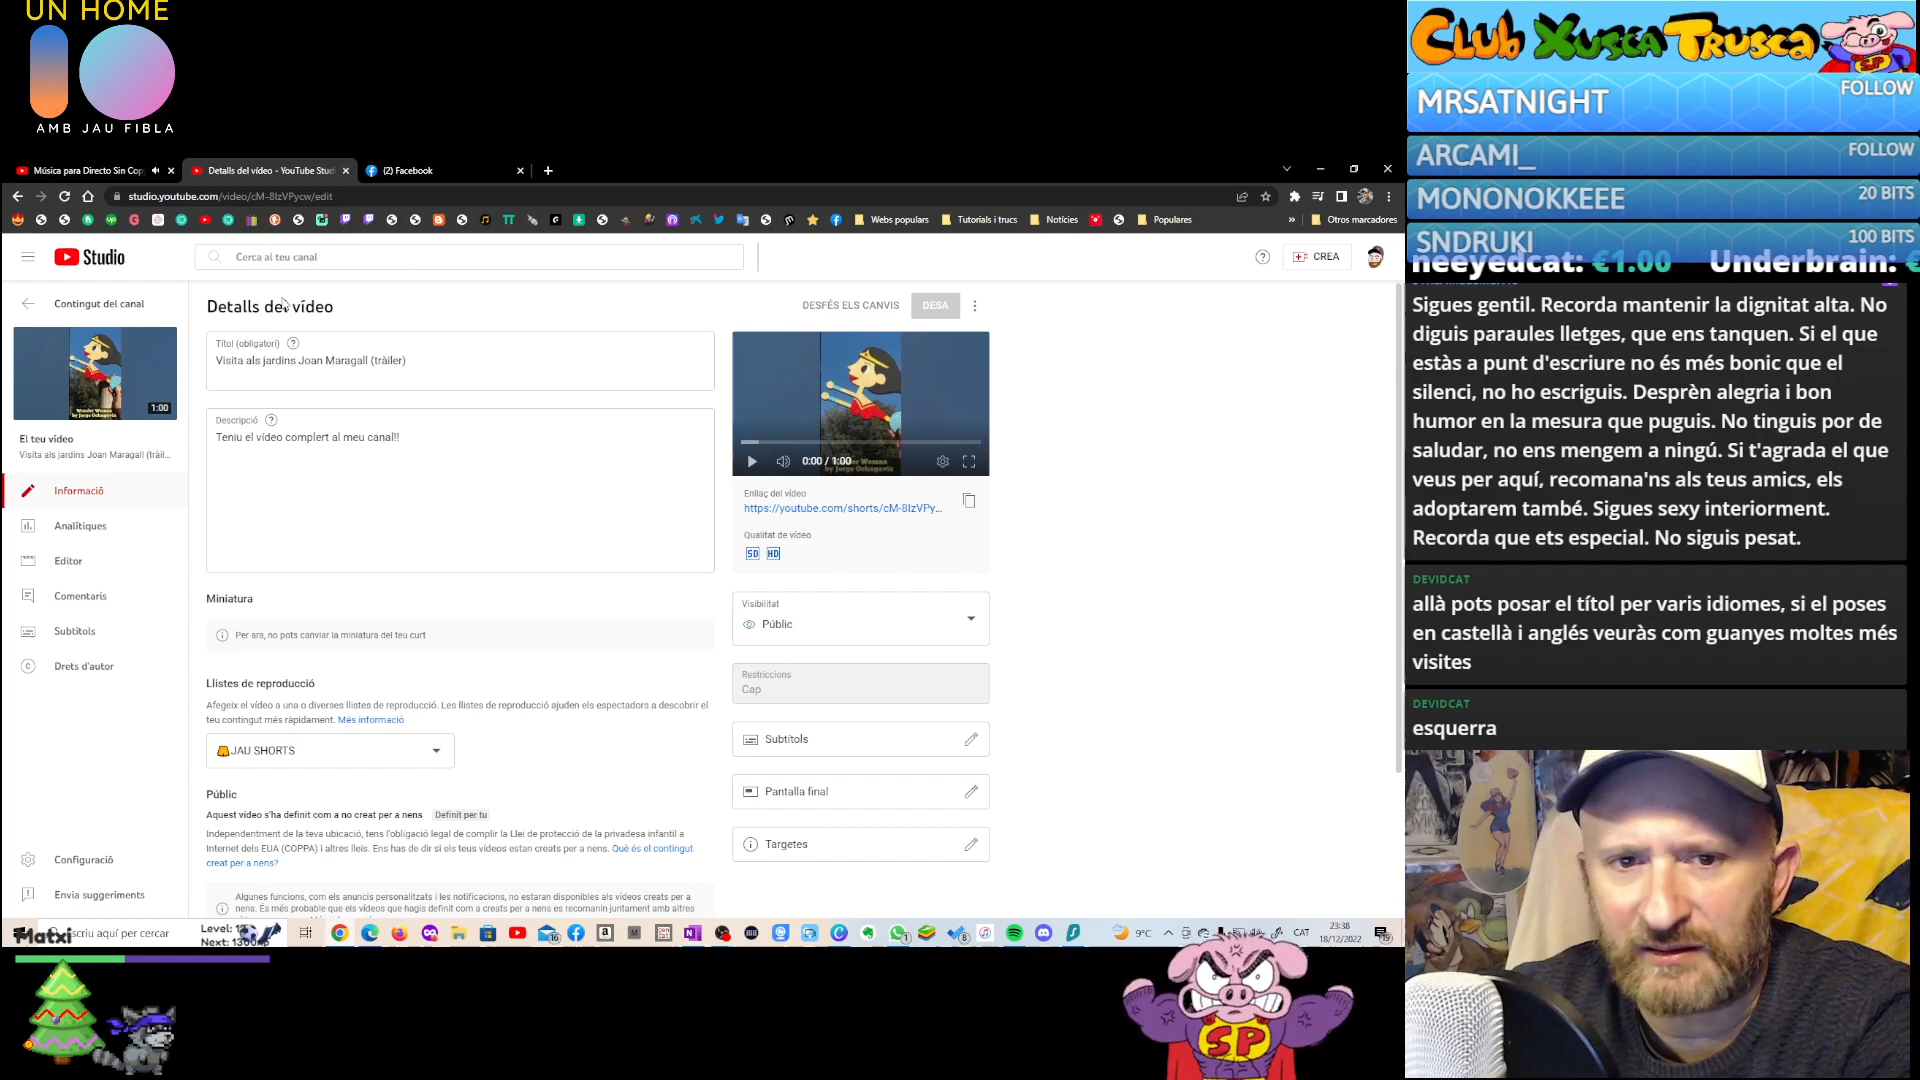 UN HOME
AMB JAU FIBLA
Música para Directo Sin Cop
Detalls del vídeo - YouTube Stud
(2) Facebook
studio.youtube.com/video/cM-8IzVPycw/edit
Webs populars
Tutorials i trucs
Notícies
Populares
»
Otros marcadores
Studio
Cerca al teu canal
CREA
Contingut del canal
1:00
El teu vídeo
Visita als jardins Joan Maragall (tràil...
Informació
Analítiques
Editor
Comentaris
Subtítols
Drets d'autor
Configuració
Envia suggeriments
Detalls del vídeo
DESFÉS ELS CANVIS
DESA
Títol (obligatori)
Visita als jardins Joan Maragall (tràiler)
Descripció
Teniu el vídeo complert al meu canal!!
Miniatura
Per ara, no pots canviar la miniatura del teu curt
Llistes de reproducció
Afegeix el vídeo a una o diverses llistes de reproducció. Les llistes de reproducció ajuden els espectadors a descobrir el
teu contingut més ràpidament. Més informació
JAU SHORTS
Públic
Aquest vídeo s'ha definit com a no creat per a nens Definit per tu
Independentment de la teva ubicació, tens l'obligació legal de complir la Llei de protecció de la privadesa infantil a
Internet dels EUA (COPPA) i altres lleis. Ens has de dir si els teus vídeos estan creats per a nens. Què és el contingut
creat per a nens?
Algunes funcions, com els anuncis personalitzats i les notificacions, no estaran disponibles als vídeos creats per a
nens. És més probable que els vídeos que hagis definit com a creats per a nens es recomanin juntament amb altres
0:00 / 1:00
Enllaç del vídeo
https://youtube.com/shorts/cM-8IzVPy...
Qualitat de vídeo
SD HD
Visibilitat
Públic
Restriccions
Cap
Subtítols
Pantalla final
Targetes
Matxi
escriu aquí per cercar
Level: 1
Next: 1300xp
9°C
CAT
23:38
18/12/2022
SP
Club Xusca Trusca
SP
MRSATNIGHT FOLLOW
ARCAMI_ FOLLOW
MONONOKKEEE 20 BITS
SNDRUKI 100 BITS
neeyedcat: €1.00 Underbrain: €
Sigues gentil. Recorda mantenir la dignitat alta. No
diguis paraules lletges, que ens tanquen. Si el que
estàs a punt d'escriure no és més bonic que el
silenci, no ho escriguis. Desprèn alegria i bon
humor en la mesura que puguis. No tinguis por de
saludar, no ens mengem a ningú. Si t'agrada el que
veus per aquí, recomana'ns als teus amics, els
adoptarem també. Sigues sexy interiorment.
Recorda que ets especial. No siguis pesat.
DEVIDCAT
allà pots posar el títol per varis idiomes, si el poses
en castellà i anglés veuràs com guanyes moltes més
visites
DEVIDCAT
esquerra